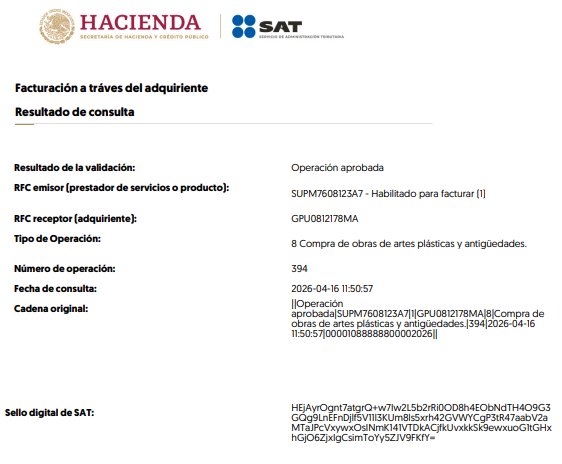 HACIENDA
SECRETARÍA DE HACIENDA Y CRÉDITO PÚBLICO
SAT
SERVICIO DE ADMINISTRACIÓN TRIBUTARIA
Facturación a tráves del adquiriente
Resultado de consulta
Resultado de la validación: Operación aprobada
RFC emisor (prestador de servicios o producto): SUPM7608123A7 - Habilitado para facturar (1)
RFC receptor (adquiriente): GPU0812178MA
Tipo de Operación: 8 Compra de obras de artes plásticas y antigüedades.
Número de operación: 394
Fecha de consulta: 2026-04-16 11:50:57
Cadena original: ||Operación
aprobada|SUPM7608123A7|1|GPU0812178MA|8|Compra de
obras de artes plásticas y antigüedades.|394|2026-04-16
11:50:57|00001088888800002026||
Sello digital de SAT: HEjAyrOgnt7atgrQ+w7Iw2L5b2rRi0OD8h4EObNdTH4O9G3
GQg9LnEFnDjlf5V11I3KUm8ls5xrh42GVWYCgP3tR47aabV2a
MTaJPcVxywxOslNmK141VTDkACjfkUvxkkSk9ewxuoG1tGHx
hGjO6ZjxIgCsimToYy5ZJV9FKfY=